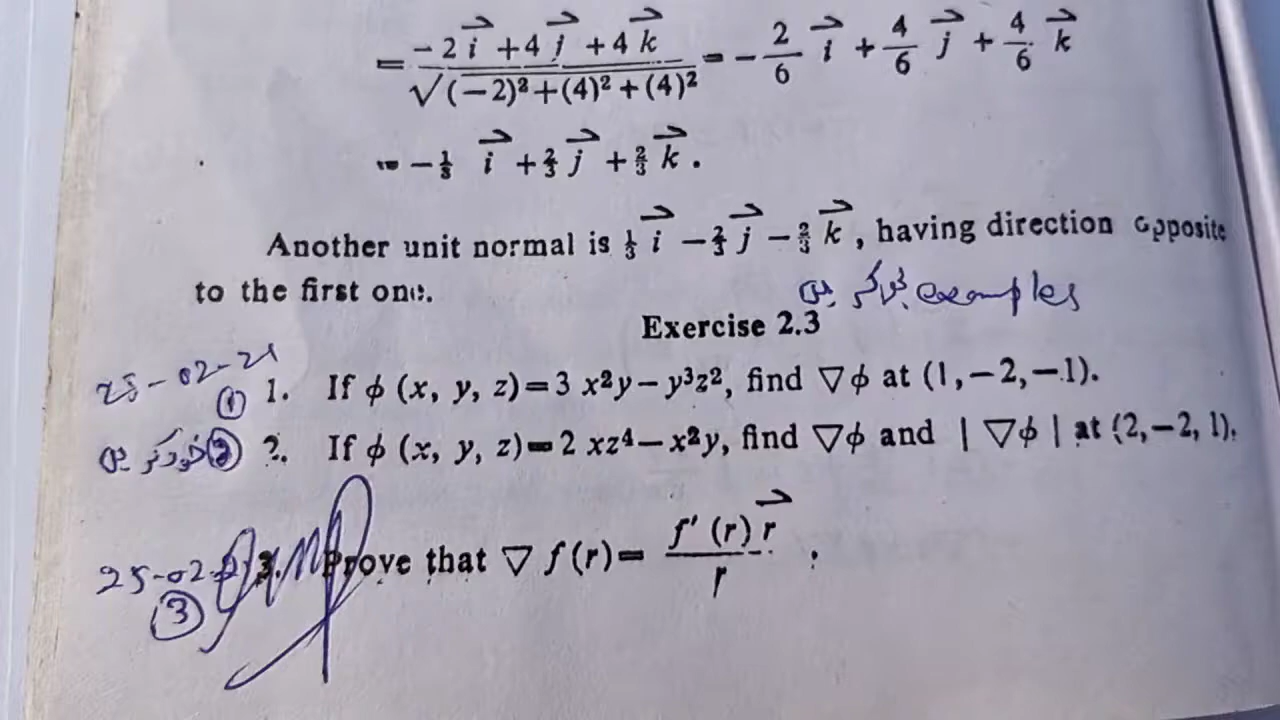 = (−2 i⃗ + 4 j⃗ + 4 k⃗) / √((−2)² + (4)² + (4)²) = − 2/6 i⃗ + 4/6 j⃗ + 4/6 k⃗
= − 1/3 i⃗ + 2/3 j⃗ + 2/3 k⃗ .
Another unit normal is 1/3 i⃗ − 2/3 j⃗ − 2/3 k⃗ , having direction opposite
to the first one.
examples
Exercise 2.3
25-02-21
① 1. If ϕ (x, y, z)=3 x²y−y³z², find ▽ϕ at (1,−2,−1).
② 2. If ϕ (x, y, z)=2 xz⁴−x²y, find ▽ϕ and | ▽ϕ | at (2,−2, 1).
25-02-21 3. Prove that ▽ f(r)= f′ (r) r⃗ / r .
③